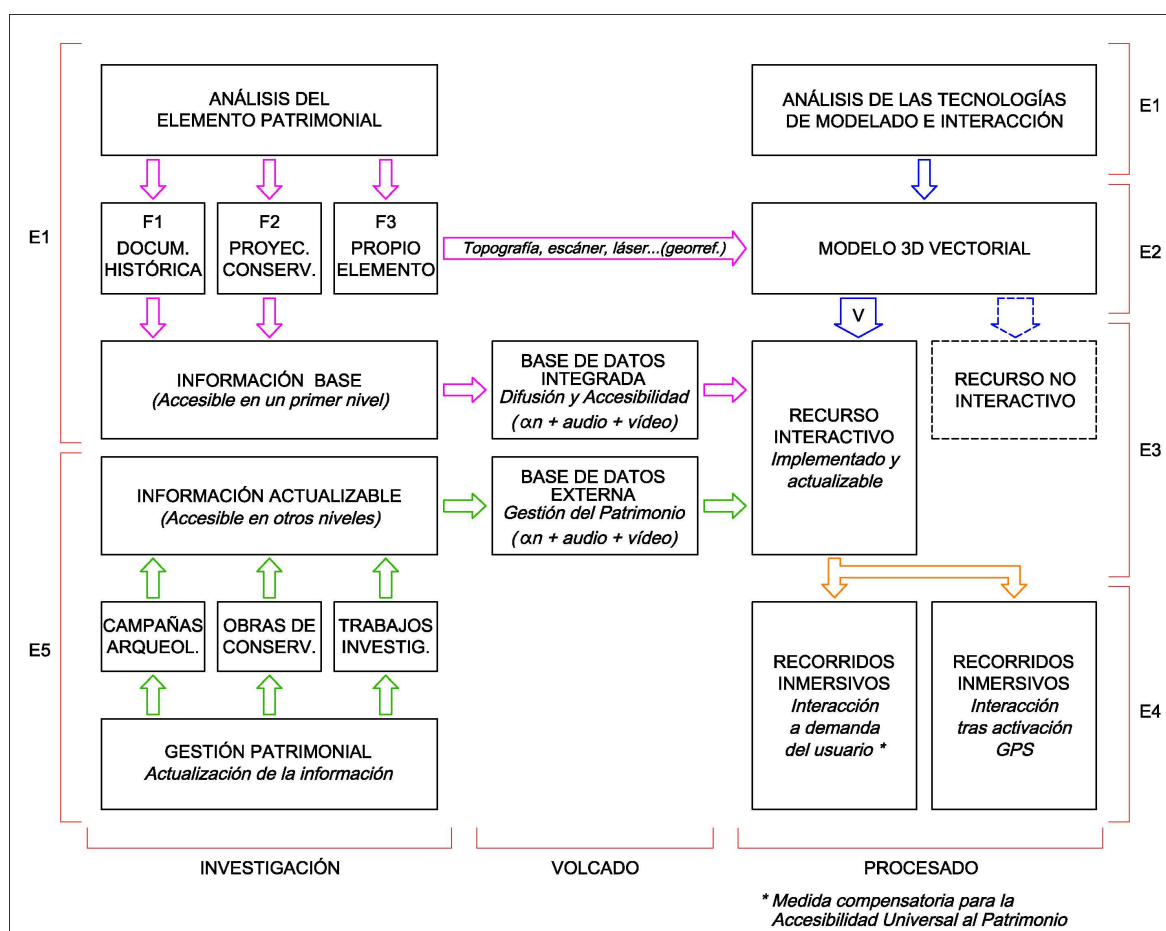 ANÁLISIS DEL
ELEMENTO PATRIMONIAL
ANÁLISIS DE LAS TECNOLOGÍAS
DE MODELADO E INTERACCIÓN
E1
E1
F1
DOCUM.
HISTÓRICA
F2
PROYEC.
CONSERV.
F3
PROPIO
ELEMENTO
Topografía, escáner, láser...(georref.)
MODELO 3D VECTORIAL
E2
V
INFORMACIÓN BASE
(Accesible en un primer nivel)
BASE DE DATOS
INTEGRADA
Difusión y Accesibilidad
(αn + audio + vídeo)
RECURSO
INTERACTIVO
Implementado y
actualizable
RECURSO NO
INTERACTIVO
E3
INFORMACIÓN ACTUALIZABLE
(Accesible en otros niveles)
BASE DE DATOS
EXTERNA
Gestión del Patrimonio
(αn + audio + vídeo)
E5
CAMPAÑAS
ARQUEOL.
OBRAS DE
CONSERV.
TRABAJOS
INVESTIG.
RECORRIDOS
INMERSIVOS
Interacción
a demanda
del usuario *
RECORRIDOS
INMERSIVOS
Interacción
tras activación
GPS
E4
GESTIÓN PATRIMONIAL
Actualización de la información
INVESTIGACIÓN
VOLCADO
PROCESADO
* Medida compensatoria para la
Accesibilidad Universal al Patrimonio